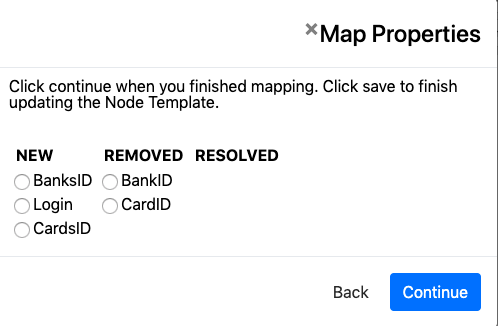 ×Map Properties
Click continue when you finished mapping. Click save to finish
updating the Node Template.
NEW REMOVED RESOLVED
BanksID BankID
Login CardID
CardsID
Back Continue